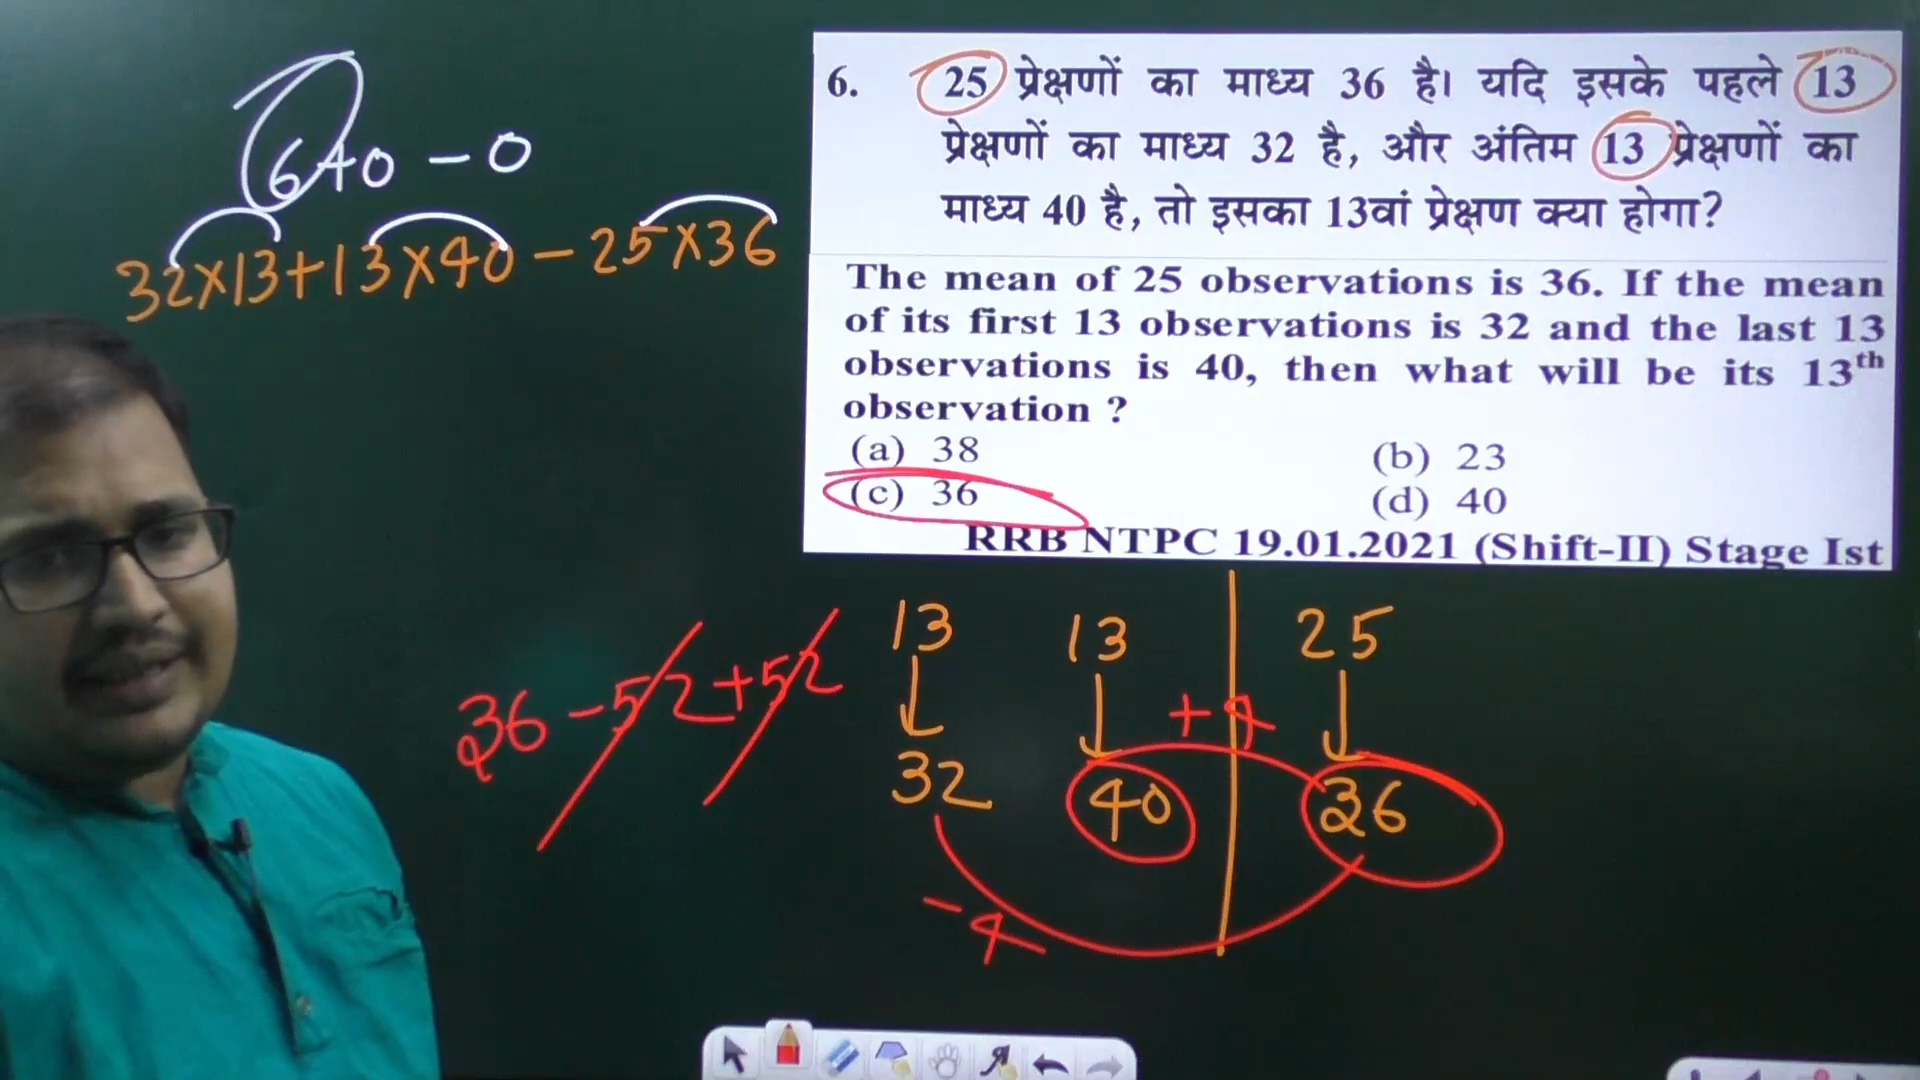 640 - 0
32×13+13×40 - 25×36
6. 25 प्रेक्षणों का माध्य 36 है। यदि इसके पहले 13
प्रेक्षणों का माध्य 32 है, और अंतिम 13 प्रेक्षणों का
माध्य 40 है, तो इसका 13वां प्रेक्षण क्या होगा?
The mean of 25 observations is 36. If the mean
of its first 13 observations is 32 and the last 13
observations is 40, then what will be its 13th
observation ?
(a) 38 (b) 23
(c) 36 (d) 40
RRB NTPC 19.01.2021 (Shift-II) Stage Ist
13 13 25
36 - 52 + 52
+4
32 40 36
-4